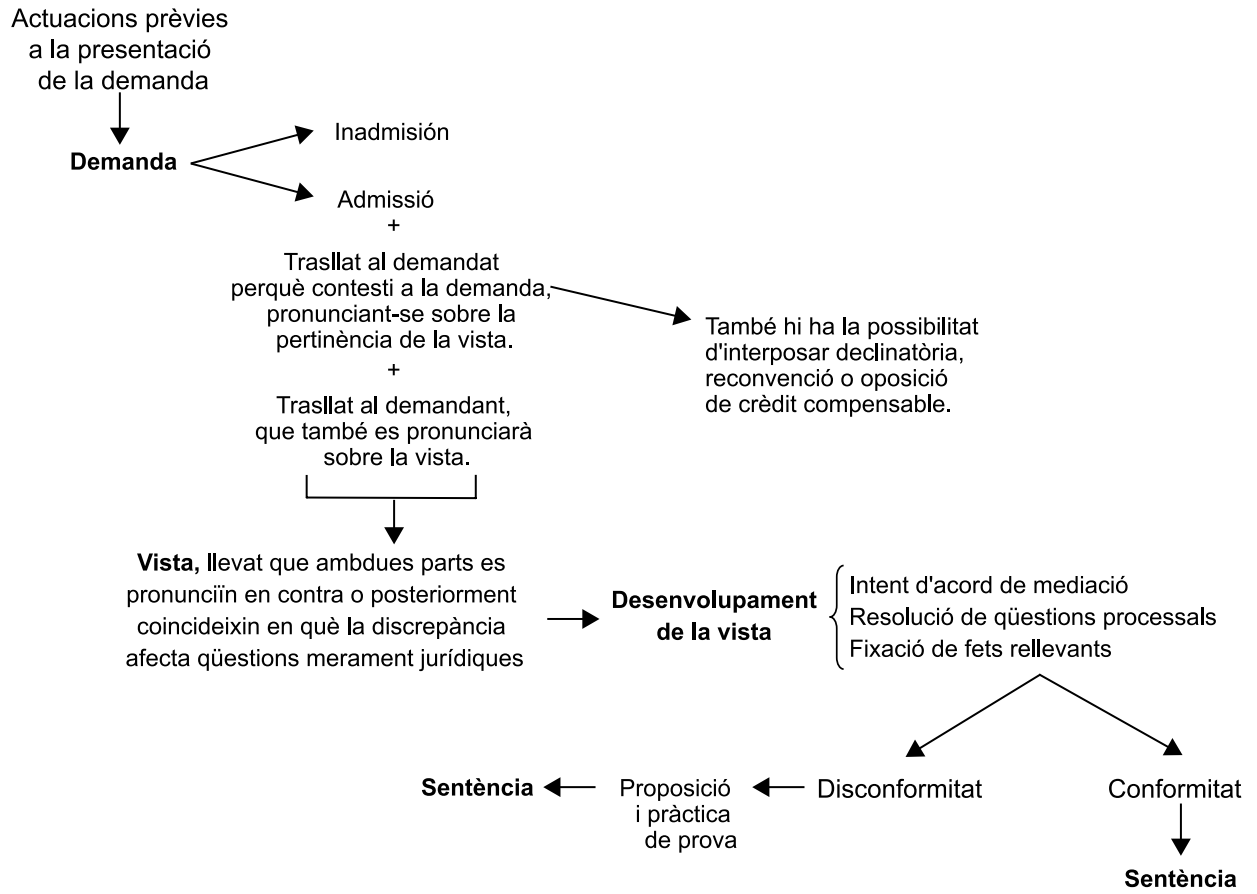 Actuacions prèvies
a la presentació
de la demanda
Demanda
Inadmisión
Admissió
+
Trasllat al demandat
perquè contesti a la demanda,
pronunciant-se sobre la
pertinència de la vista.
També hi ha la possibilitat
d'interposar declinatòria,
reconvenció o oposició
de crèdit compensable.
+
Trasllat al demandant,
que també es pronunciarà
sobre la vista.
Vista, llevat que ambdues parts es
pronunciïn en contra o posteriorment
coincideixin en què la discrepància
afecta qüestions merament jurídiques
Desenvolupament
de la vista
Intent d'acord de mediació
Resolució de qüestions processals
Fixació de fets rellevants
Sentència
Proposició
i pràctica
de prova
Disconformitat
Conformitat
Sentència